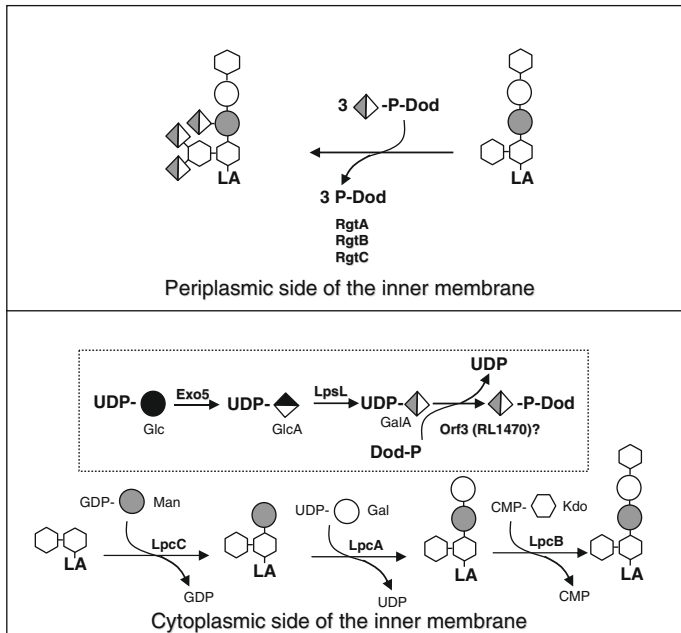 3 -P-Dod
LA
LA
3 P-Dod
RgtA
RgtB
RgtC
Periplasmic side of the inner membrane
UDP
UDP- Exo5 UDP- LpsL UDP- -P-Dod
Glc GlcA GalA
Orf3 (RL1470)?
Dod-P
GDP- Man UDP- Gal CMP- Kdo
LpcC LpcA LpcB
LA LA LA LA
GDP UDP CMP
Cytoplasmic side of the inner membrane